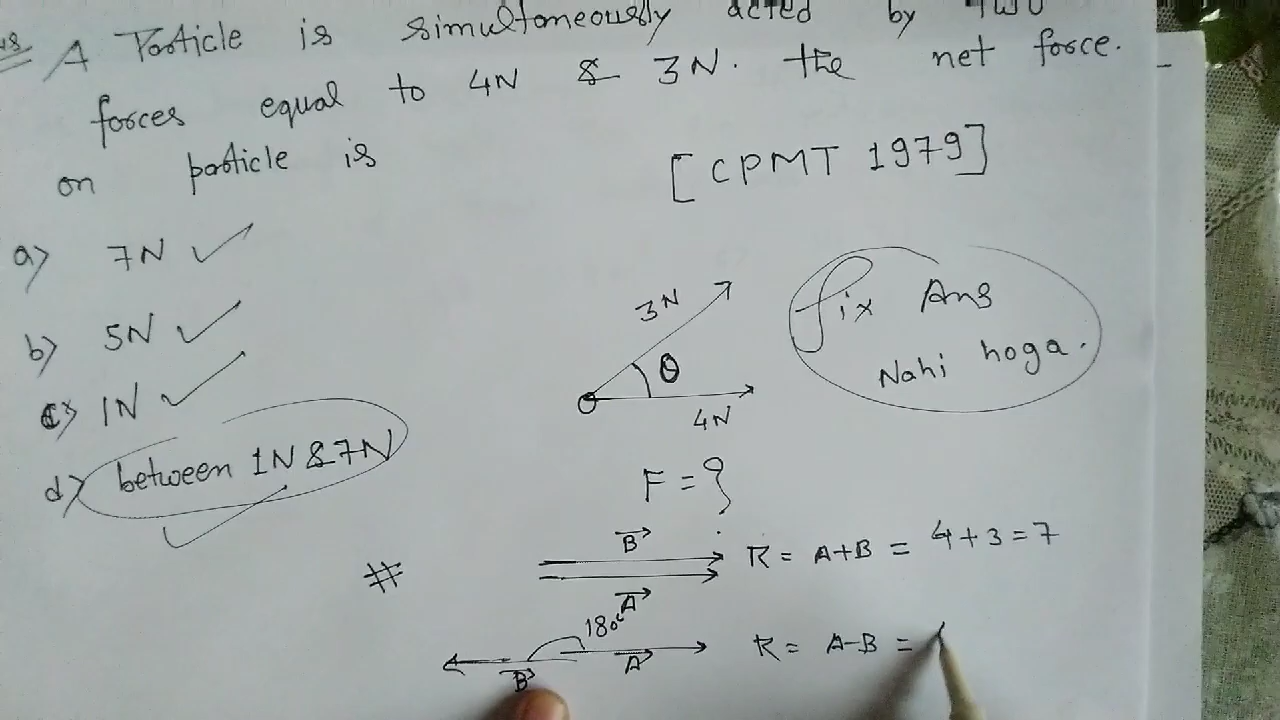 A Particle is simultaneously acted by Two
forces equal to 4N & 3N. the net force.
on particle is
[CPMT 1979]
a) 7N ✓
b) 5N ✓
c) 1N ✓
d) between 1N & 7N ✓
3N
θ
4N
fix Ans
Nahi hoga.
F = ?
# B R = A+B = 4+3=7
A
180°
B A R = A-B =